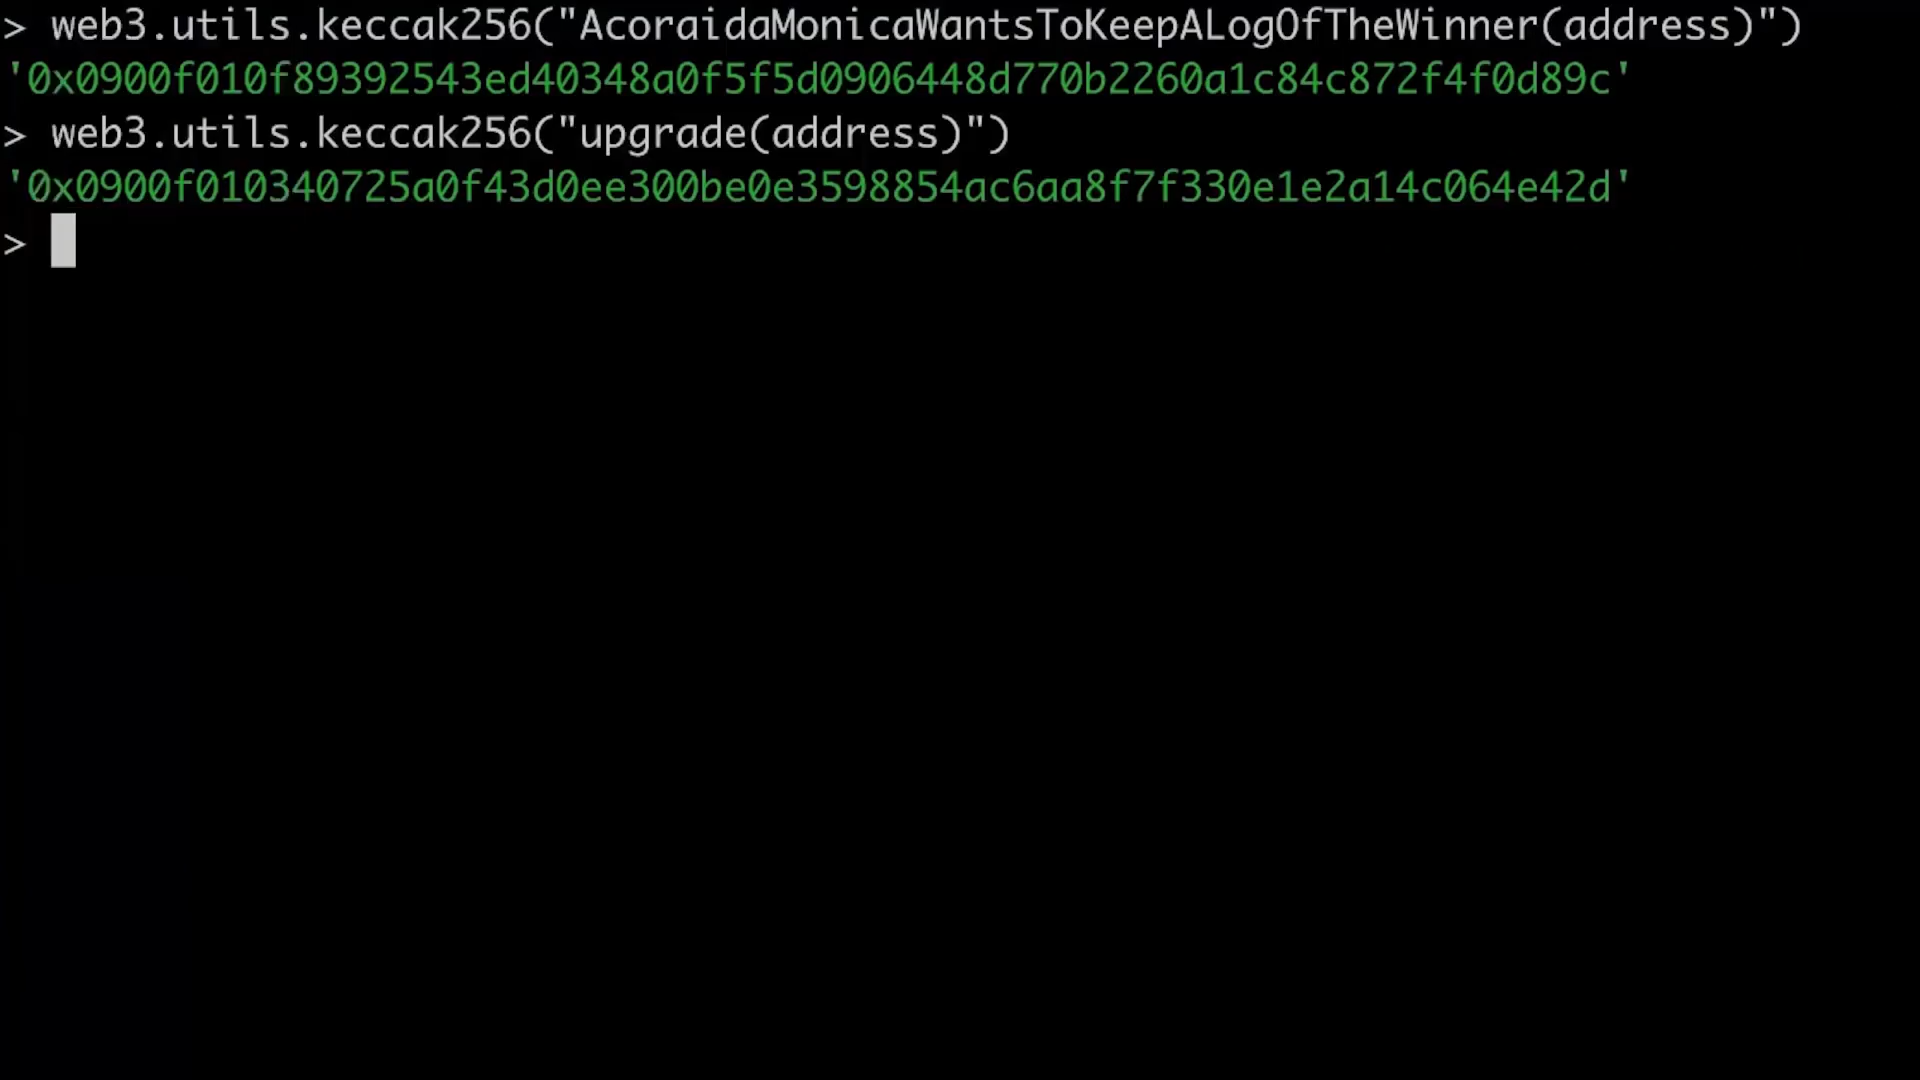 > web3.utils.keccak256("AcoraidaMonicaWantsToKeepALogOfTheWinner(address)")
'0x0900f010f89392543ed40348a0f5f5d0906448d770b2260a1c84c872f4f0d89c'
> web3.utils.keccak256("upgrade(address)")
'0x0900f010340725a0f43d0ee300be0e3598854ac6aa8f7f330e1e2a14c064e42d'
>